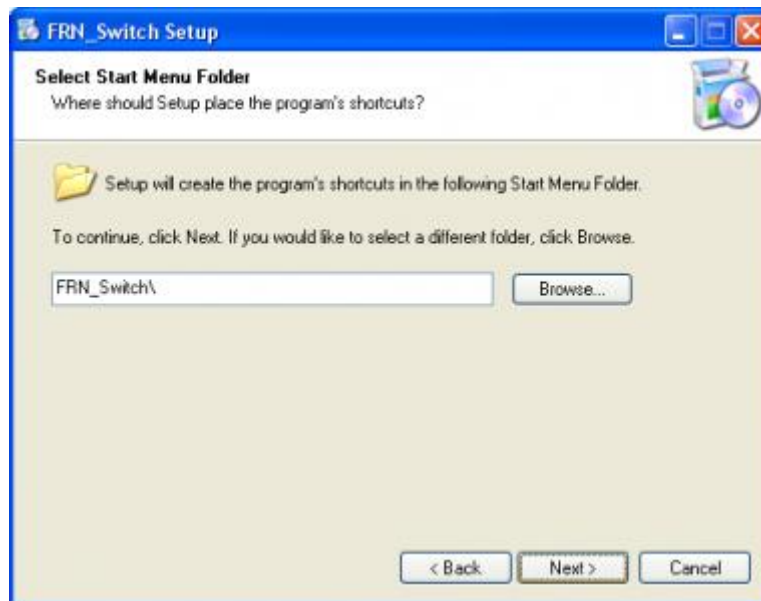 FRN_Switch Setup
Select Start Menu Folder
Where should Setup place the program's shortcuts?
Setup will create the program's shortcuts in the following Start Menu Folder.
To continue, click Next. If you would like to select a different folder, click Browse.
FRN_Switch\
Browse...
< Back
Next >
Cancel